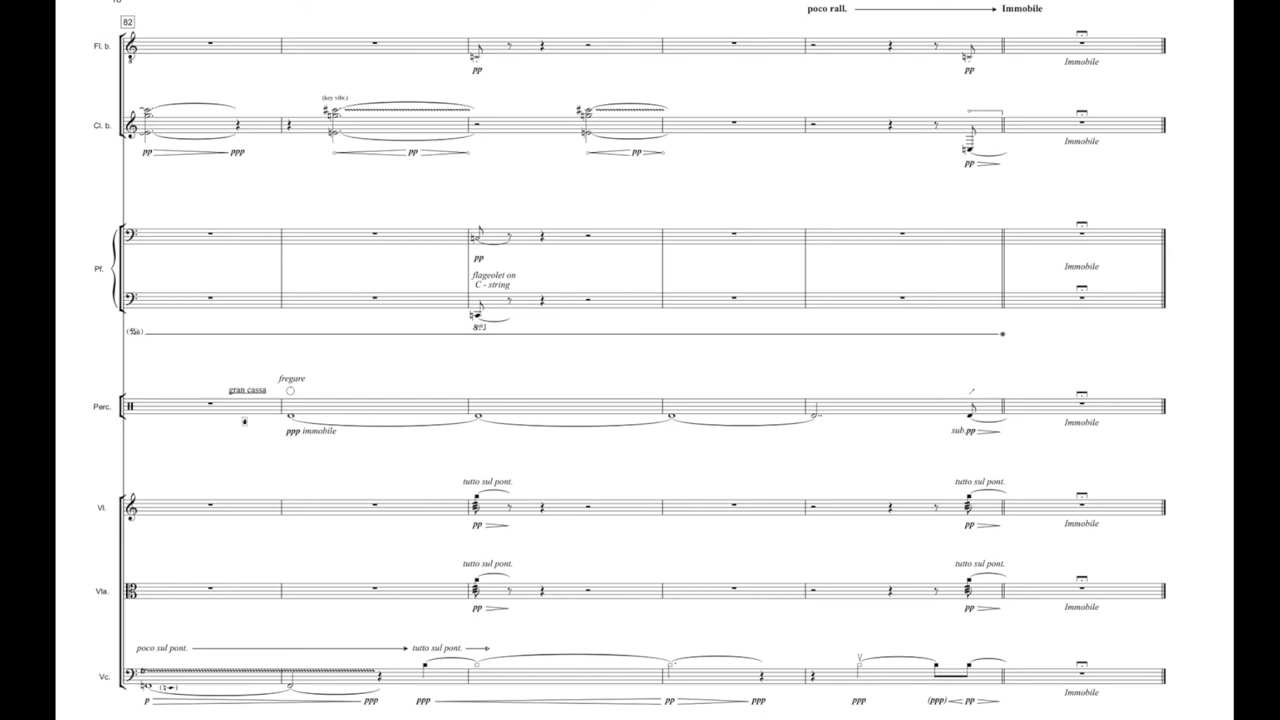 poco rall. Immobile
82
Fl. b.
pp pp Immobile
(key vibr.)
Cl. b.
pp ppp pp pp Immobile
pp
pp
Pf. Immobile
flageolet on
C - string
fregare
gran cassa
Perc.
ppp immobile sub.pp Immobile
tutto sul pont. tutto sul pont.
Vl.
pp pp Immobile
tutto sul pont. tutto sul pont.
Vla.
pp pp Immobile
poco sul pont. tutto sul pont.
Vc.
p ppp ppp pp ppp ppp (ppp) pp Immobile